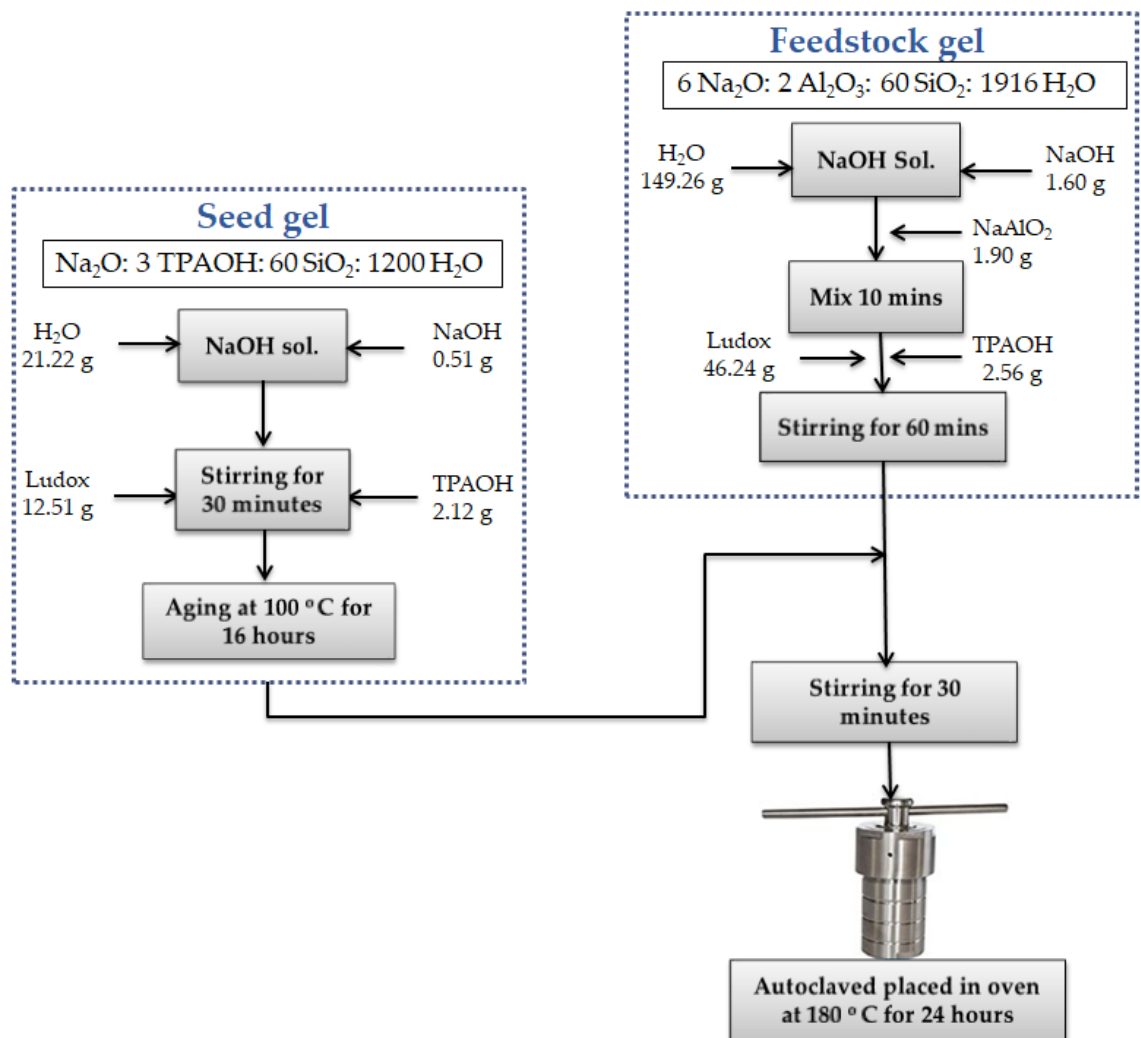 Seed gel
Na₂O: 3 TPAOH: 60 SiO₂: 1200 H₂O
H₂O
21.22 g
NaOH sol.
NaOH
0.51 g
Ludox
12.51 g
Stirring for
30 minutes
TPAOH
2.12 g
Aging at 100 °C for
16 hours
Feedstock gel
6 Na₂O: 2 Al₂O₃: 60 SiO₂: 1916 H₂O
H₂O
149.26 g
NaOH Sol.
NaOH
1.60 g
NaAlO₂
1.90 g
Mix 10 mins
Ludox
46.24 g
TPAOH
2.56 g
Stirring for 60 mins
Stirring for 30
minutes
Autoclaved placed in oven
at 180 °C for 24 hours